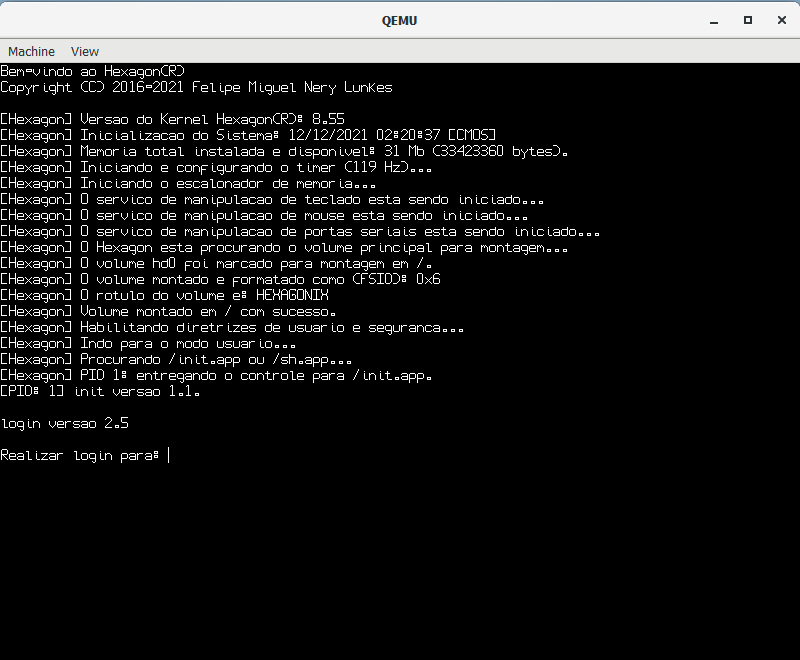 QEMU
Machine View
Bem-vindo ao Hexagon(R)
Copyright (C) 2016-2021 Felipe Miguel Nery Lunkes
[Hexagon] Versao do Kernel Hexagon(R): 8.55
[Hexagon] Inicializacao do Sistema: 12/12/2021 02:20:37 [CMOS]
[Hexagon] Memoria total instalada e disponivel: 31 Mb (33423360 bytes).
[Hexagon] Iniciando e configurando o timer (119 Hz)...
[Hexagon] Iniciando o escalonador de memoria...
[Hexagon] O servico de manipulacao de teclado esta sendo iniciado...
[Hexagon] O servico de manipulacao de mouse esta sendo iniciado...
[Hexagon] O servico de manipulacao de portas seriais esta sendo iniciado...
[Hexagon] O Hexagon esta procurando o volume principal para montagem...
[Hexagon] O volume hd0 foi marcado para montagem em /.
[Hexagon] O volume montado e formatado como (FSID): 0x6
[Hexagon] O rotulo do volume e: HEXAGONIX
[Hexagon] Volume montado em / com sucesso.
[Hexagon] Habilitando diretrizes de usuario e seguranca...
[Hexagon] Indo para o modo usuario...
[Hexagon] Procurando /init.app ou /sh.app...
[Hexagon] PID 1: entregando o controle para /init.app.
[PID: 1] init versao 1.1.
login versao 2.5
Realizar login para: